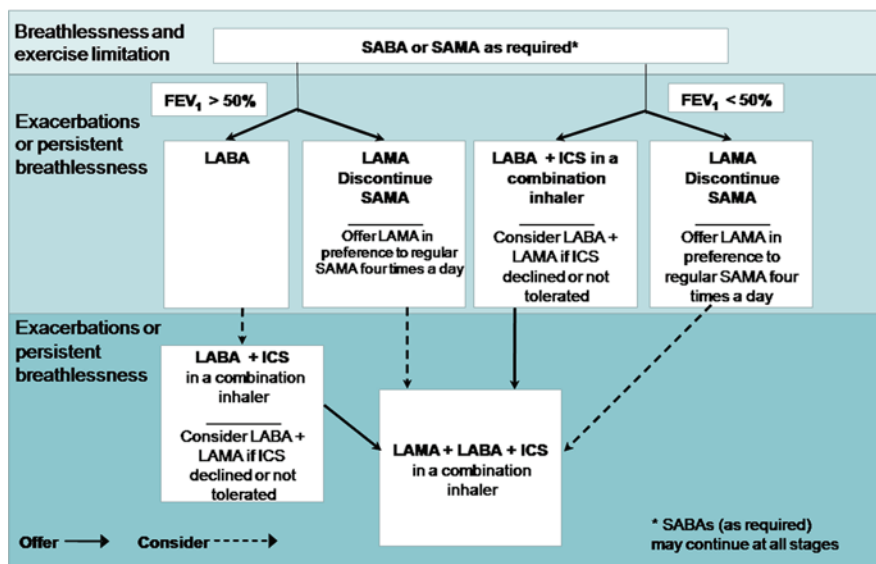 Breathlessness and
exercise limitation
SABA or SAMA as required*
FEV1 > 50%
FEV1 < 50%
Exacerbations
or persistent
breathlessness
LABA
LAMA
Discontinue
SAMA
Offer LAMA in
preference to regular
SAMA four times a day
LABA + ICS in a
combination
inhaler
Consider LABA +
LAMA if ICS
declined or not
tolerated
LAMA
Discontinue
SAMA
Offer LAMA in
preference to
regular SAMA four
times a day
Exacerbations or
persistent
breathlessness
LABA + ICS
in a combination
inhaler
Consider LABA +
LAMA if ICS
declined or not
tolerated
LAMA + LABA + ICS
in a combination
inhaler
Offer
Consider
* SABAs (as required)
may continue at all stages